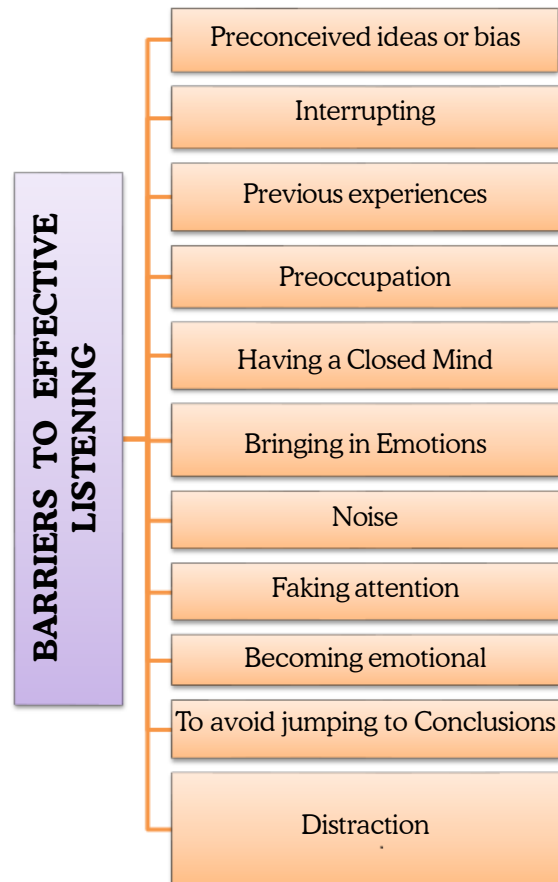 BARRIERS TO EFFECTIVE
LISTENING
Preconceived ideas or bias
Interrupting
Previous experiences
Preoccupation
Having a Closed Mind
Bringing in Emotions
Noise
Faking attention
Becoming emotional
To avoid jumping to Conclusions
Distraction
.